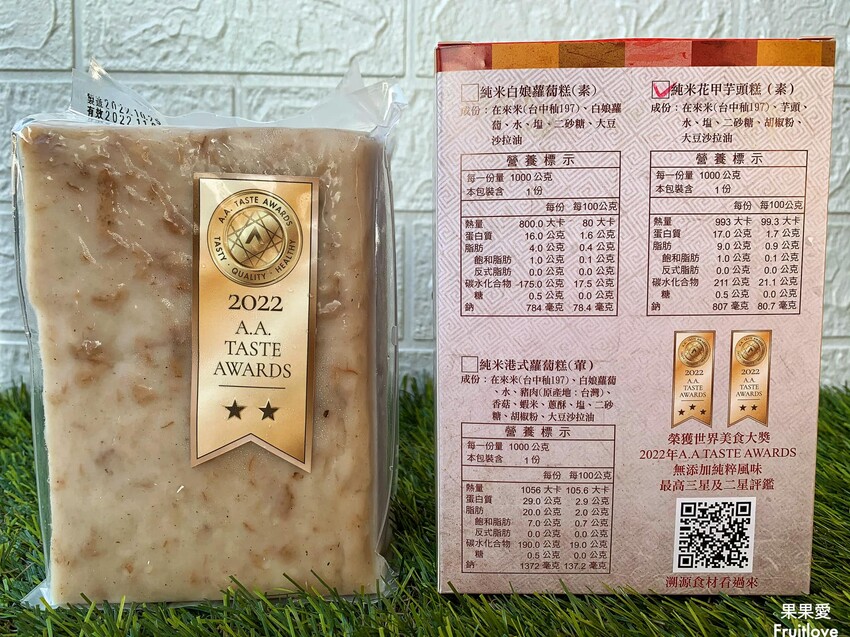 有效2022.11
A.A. TASTE AWARDS
TASTY · QUALITY · HEALTHY
2022
A.A.
TASTE
AWARDS
純米白娘蘿蔔糕(素)
成份：在來米(台中秈197)、白娘蘿
蔔、水、塩、二砂糖、大豆
沙拉油
營養標示
每一份量 1000 公克
本包裝含 1份
每份 每100公克
熱量 800.0 大卡 80 大卡
蛋白質 16.0 公克 1.6 公克
脂肪 4.0 公克 0.4 公克
飽和脂肪 1.0 公克 0.1 公克
反式脂肪 0.0 公克 0.0 公克
碳水化合物 175.0 公克 17.5 公克
糖 0.5 公克 0.0 公克
鈉 784 毫克 78.4 毫克
純米花甲芋頭糕(素)
成份：在來米(台中秈197)、芋頭、
水、塩、二砂糖、胡椒粉、
大豆沙拉油
營養標示
每一份量 1000 公克
本包裝含 1份
每份 每100公克
熱量 993 大卡 99.3 大卡
蛋白質 17.0 公克 1.7 公克
脂肪 9.0 公克 0.9 公克
飽和脂肪 1.0 公克 0.1 公克
反式脂肪 0.0 公克 0.0 公克
碳水化合物 211 公克 21.1 公克
糖 0.5 公克 0.0 公克
鈉 807 毫克 80.7 毫克
純米港式蘿蔔糕(葷)
成份：在來米(台中秈197)、白娘蘿蔔
、水、豬肉(原產地：台灣)、
香菇、蝦米、蔥酥、塩、二砂
糖、胡椒粉、大豆沙拉油
營養標示
每一份量 1000 公克
本包裝含 1份
每份 每100公克
熱量 1056 大卡 105.6 大卡
蛋白質 29.0 公克 2.9 公克
脂肪 20.0 公克 2.0 公克
飽和脂肪 7.0 公克 0.7 公克
反式脂肪 0.0 公克 0.0 公克
碳水化合物 190.0 公克 19.0 公克
糖 0.5 公克 0.0 公克
鈉 1372 毫克 137.2 毫克
2022
A.A.
TASTE
AWARDS
2022
A.A.
TASTE
AWARDS
榮獲世界美食大獎
2022年A.A.TASTE AWARDS
無添加純粹風味
最高三星及二星評鑑
溯源食材看過來
果果愛
Fruitlove